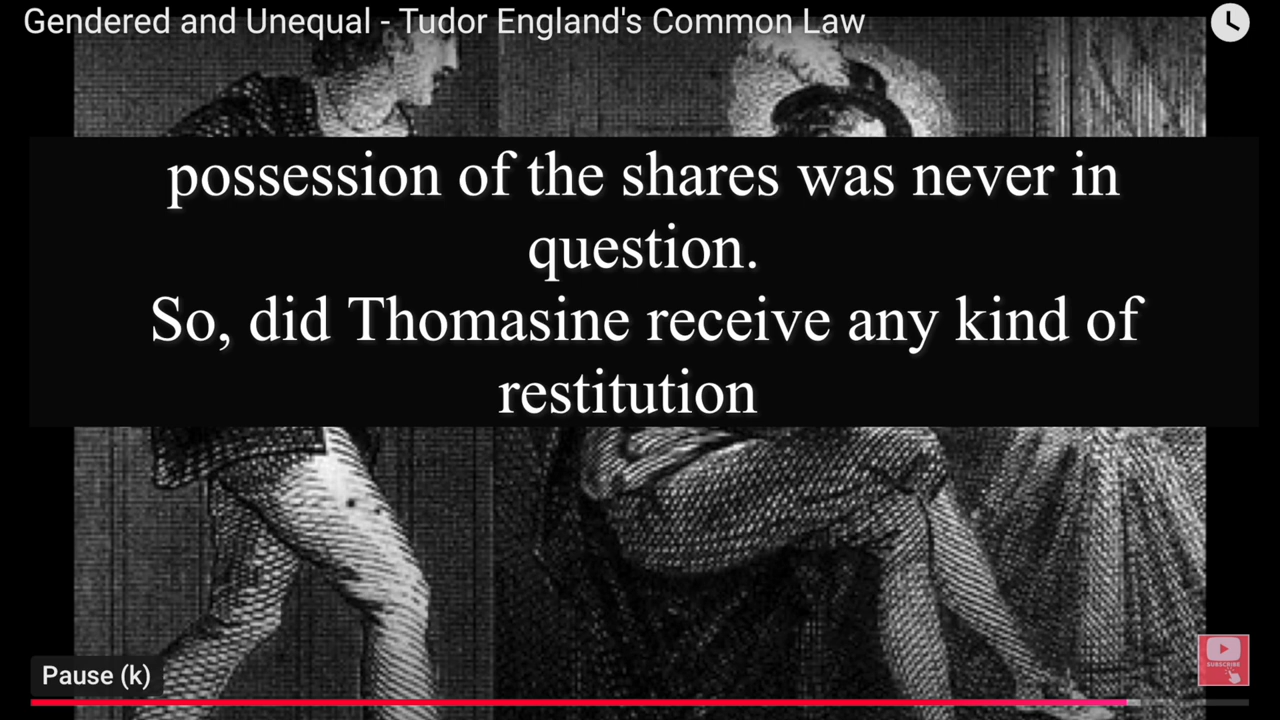 Gendered and Unequal - Tudor England's Common Law
possession of the shares was never in
question.
So, did Thomasine receive any kind of
restitution
SUBSCRIBE
Pause (k)